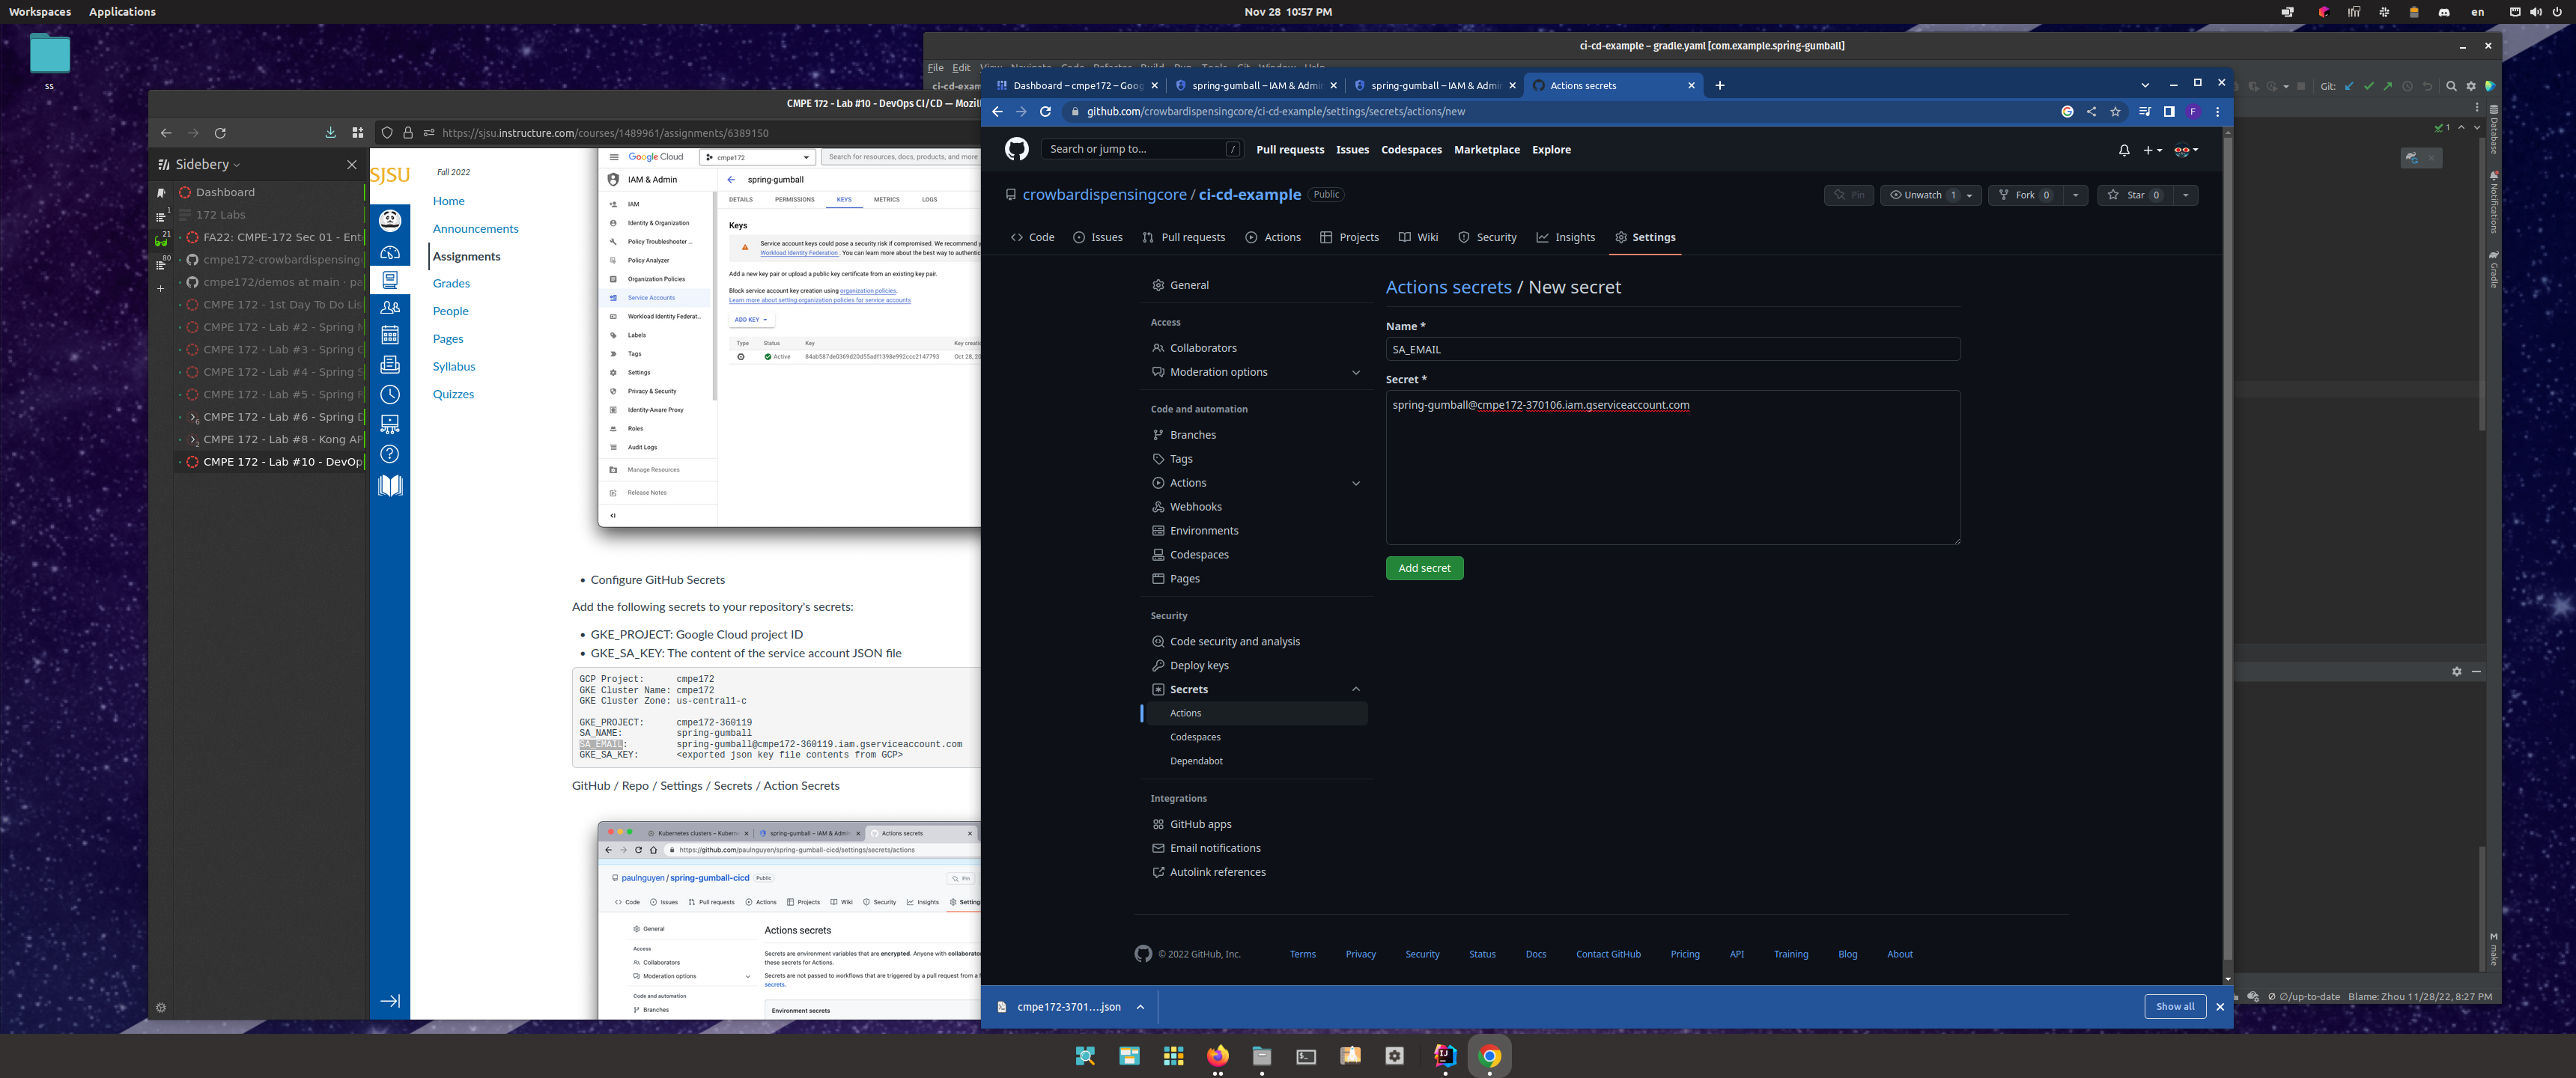 Workspaces Applications
Nov 28 10:57 PM
en
ss
ci-cd-example – gradle.yaml [com.example.spring-gumball]
File Edit View Navigate Code Refactor Build Run Tools Git Window Help
ci-cd-exam
Git:
1
Database
Notifications
Gradle
make
∅/up-to-date Blame: Zhou 11/28/22, 8:27 PM
CMPE 172 - Lab #10 - DevOps CI/CD — Mozil
https://sjsu.instructure.com/courses/1489961/assignments/6389150
Sidebery
1
21
80
Dashboard
172 Labs
FA22: CMPE-172 Sec 01 - Ent
cmpe172-crowbardispensing
cmpe172/demos at main · pa
CMPE 172 - 1st Day To Do Lis
CMPE 172 - Lab #2 - Spring
CMPE 172 - Lab #3 - Spring
CMPE 172 - Lab #4 - Spring S
CMPE 172 - Lab #5 - Spring
6
CMPE 172 - Lab #6 - Spring D
2
CMPE 172 - Lab #8 - Kong AP
CMPE 172 - Lab #10 - DevOp
SJSU
Fall 2022
Home
Announcements
Assignments
Grades
People
Pages
Syllabus
Quizzes
Google Cloud
cmpe172
Search for resources, docs, products, and more
IAM & Admin
spring-gumball
DETAILS PERMISSIONS KEYS METRICS LOGS
IAM
Identity & Organization
Policy Troubleshooter ...
Policy Analyzer
Organization Policies
Service Accounts
Workload Identity Federat...
Labels
Tags
Settings
Privacy & Security
Identity-Aware Proxy
Roles
Audit Logs
Manage Resources
Release Notes
Keys
Service account keys could pose a security risk if compromised. We recommend y
Workload Identity Federation . You can learn more about the best way to authentic
Add a new key pair or upload a public key certificate from an existing key pair.
Block service account key creation using organization policies.
Learn more about setting organization policies for service accounts
ADD KEY
Type Status Key Key creatio
Active 84ab587de0369d20d55adf1398e992ccc2147793 Oct 28, 20
• Configure GitHub Secrets
Add the following secrets to your repository's secrets:
• GKE_PROJECT: Google Cloud project ID
• GKE_SA_KEY: The content of the service account JSON file
GCP Project: cmpe172
GKE Cluster Name: cmpe172
GKE Cluster Zone: us-central1-c
GKE_PROJECT: cmpe172-360119
SA_NAME: spring-gumball
SA_EMAIL: spring-gumball@cmpe172-360119.iam.gserviceaccount.com
GKE_SA_KEY: <exported json key file contents from GCP>
GitHub / Repo / Settings / Secrets / Action Secrets
Kubernetes clusters – Kubern
spring-gumball – IAM & Admin
Actions secrets
https://github.com/paulnguyen/spring-gumball-cicd/settings/secrets/actions
paulnguyen / spring-gumball-cicd Public
Pin
Code Issues Pull requests Actions Projects Wiki Security Insights Setting
General
Access
Collaborators
Moderation options
Code and automation
Branches
Actions secrets
Secrets are environment variables that are encrypted. Anyone with collaborator
these secrets for Actions.
Secrets are not passed to workflows that are triggered by a pull request from a
secrets.
Environment secrets
Dashboard – cmpe172 – Goog
spring-gumball – IAM & Admin
spring-gumball – IAM & Admin
Actions secrets
github.com/crowbardispensingcore/ci-cd-example/settings/secrets/actions/new
F
Search or jump to... /
Pull requests Issues Codespaces Marketplace Explore
crowbardispensingcore / ci-cd-example Public
Pin Unwatch 1 Fork 0 Star 0
Code Issues Pull requests Actions Projects Wiki Security Insights Settings
General
Access
Collaborators
Moderation options
Code and automation
Branches
Tags
Actions
Webhooks
Environments
Codespaces
Pages
Security
Code security and analysis
Deploy keys
Secrets
Actions
Codespaces
Dependabot
Integrations
GitHub apps
Email notifications
Autolink references
Actions secrets / New secret
Name *
SA_EMAIL
Secret *
spring-gumball@cmpe172-370106.iam.gserviceaccount.com
Add secret
© 2022 GitHub, Inc. Terms Privacy Security Status Docs Contact GitHub Pricing API Training Blog About
cmpe172-3701....json
Show all